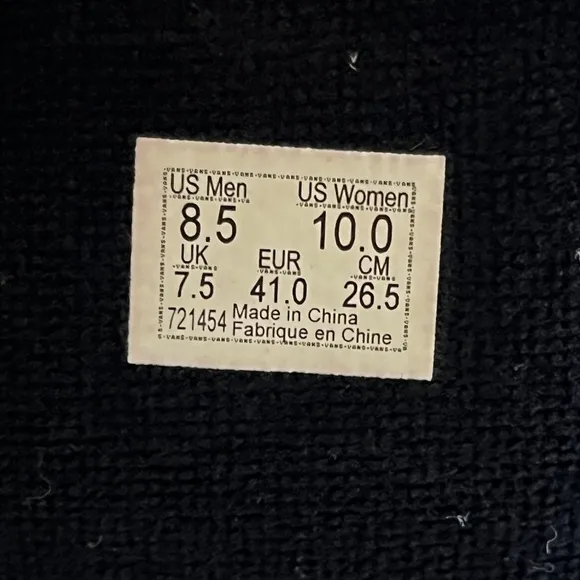 US Men US Women
8.5 10.0
UK EUR CM
7.5 41.0 26.5
721454 Made in China
Fabrique en Chine